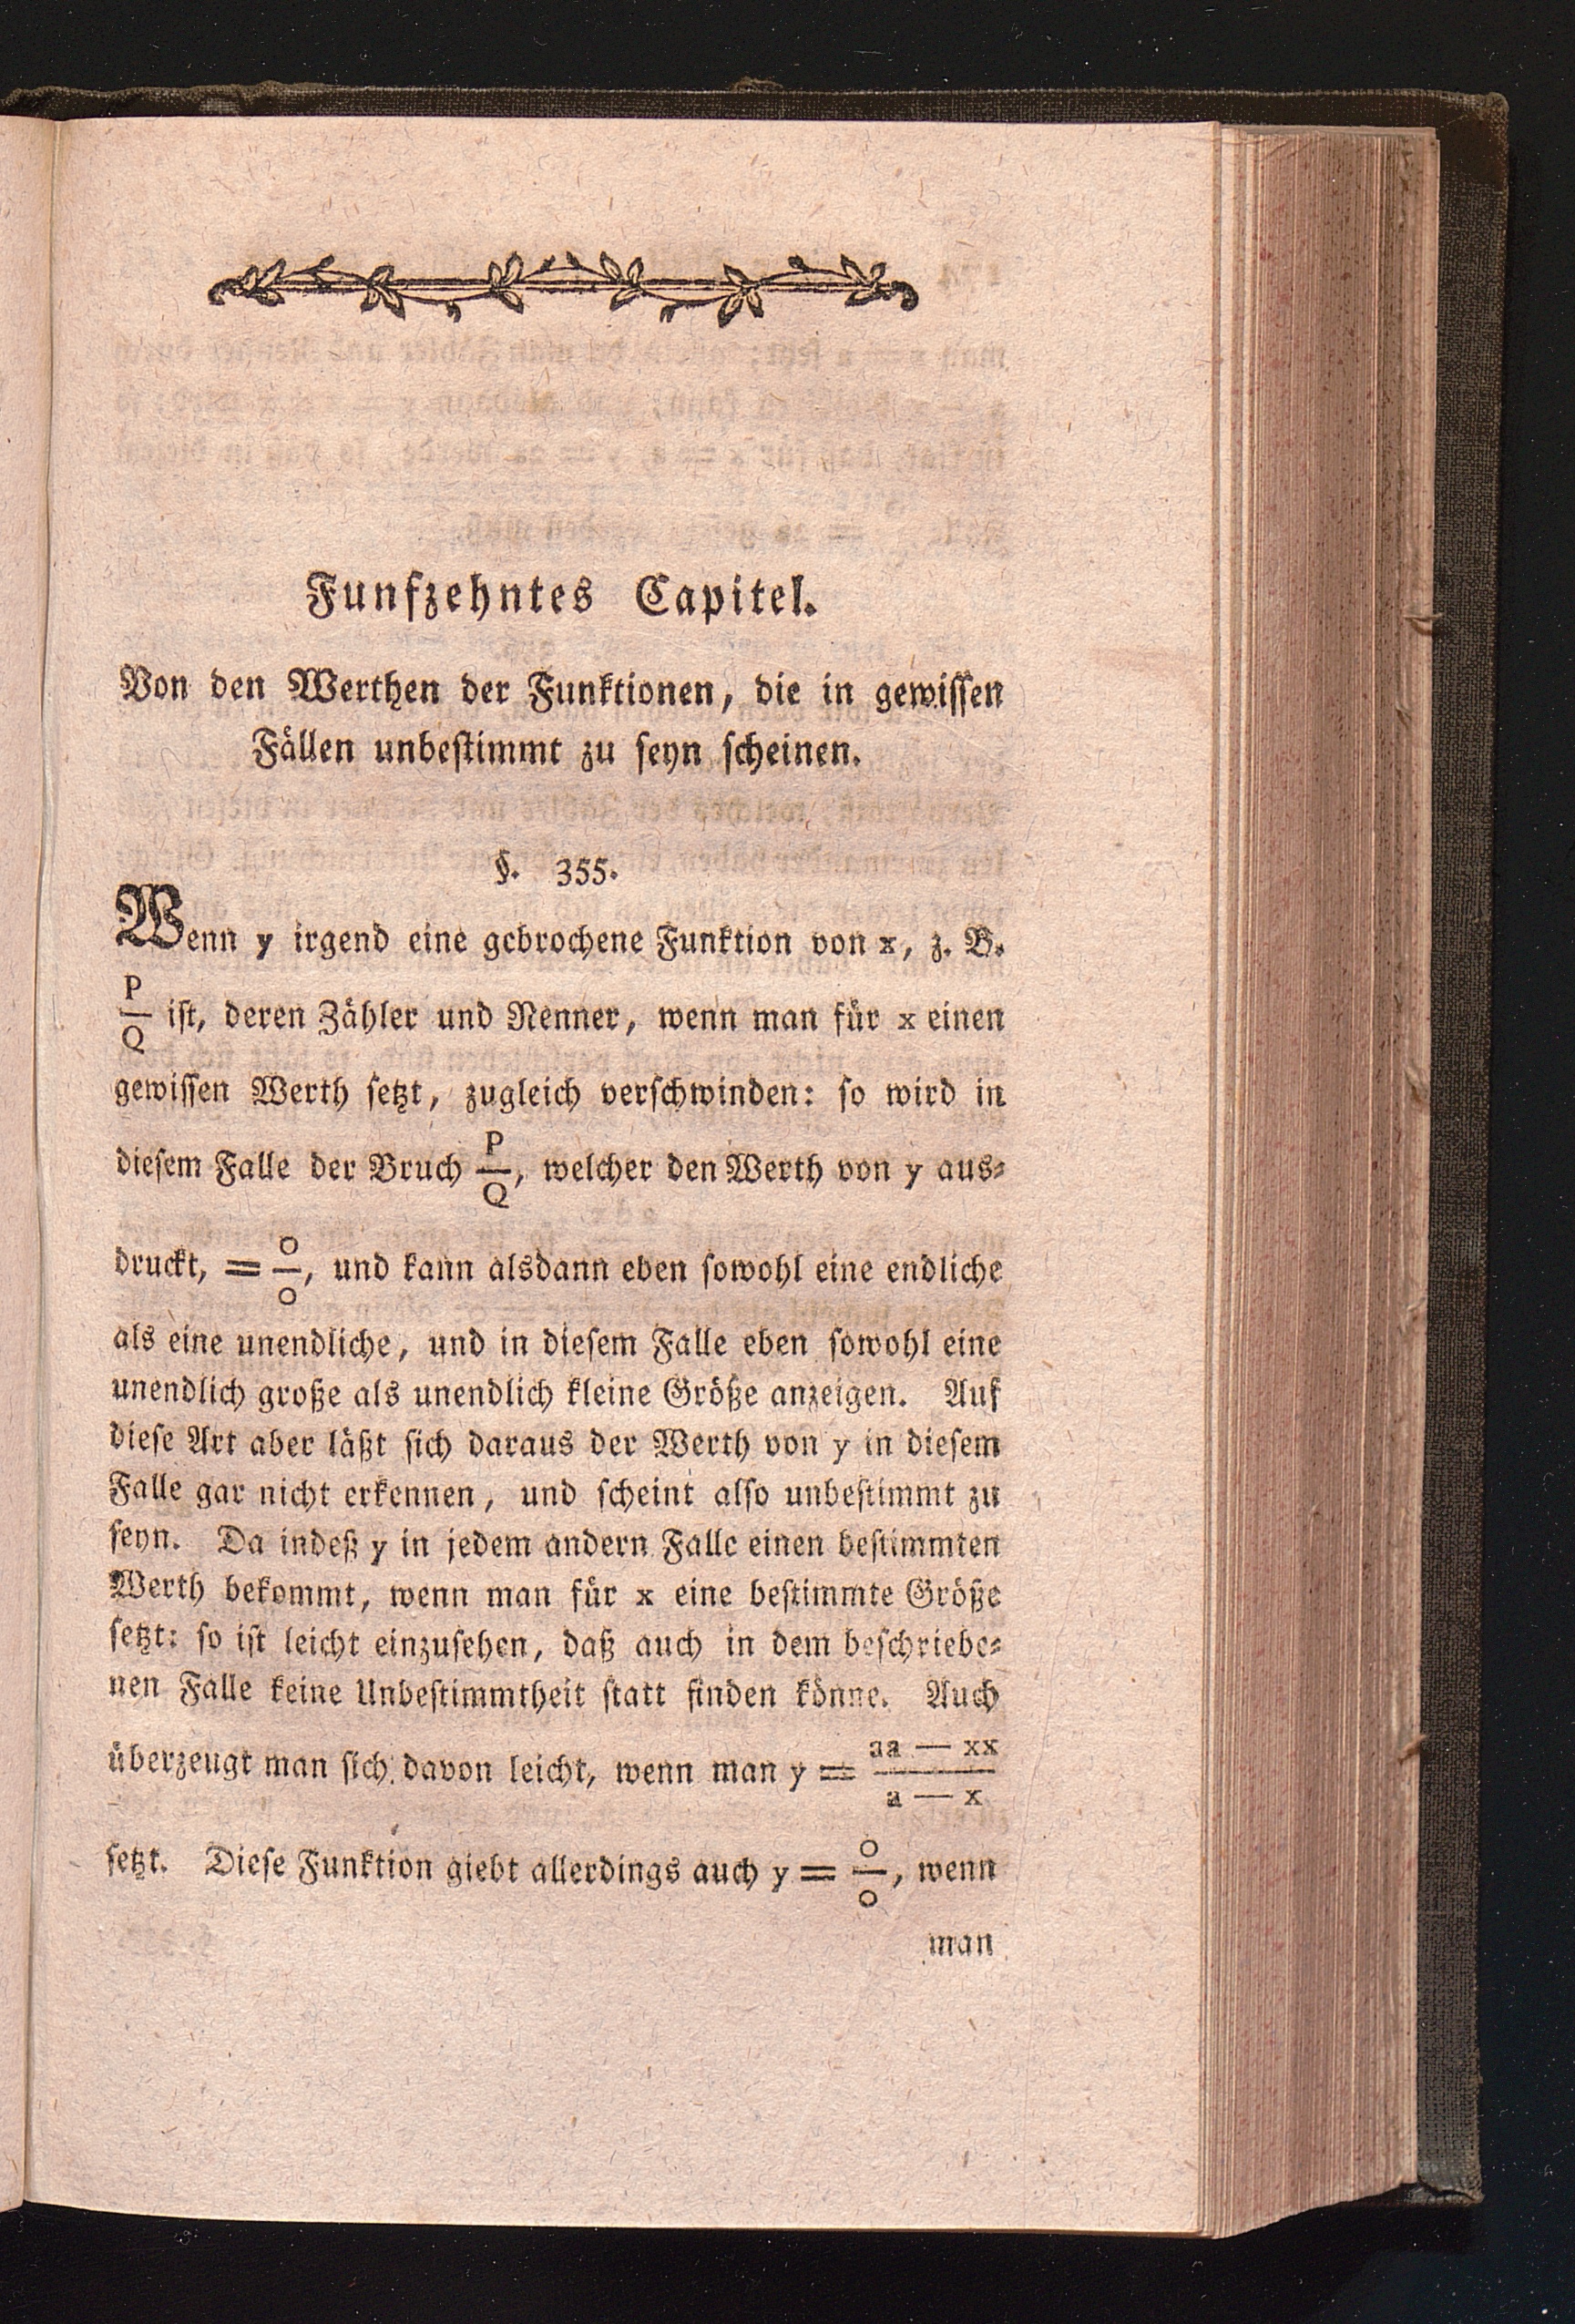 Funfzehntes Capitel.
Von den Werthen der Funktionen, die in gewissen
Fällen unbestimmt zu seyn scheinen.
§. 355.
Wenn y irgend eine gebrochene Funktion von x, z. B.
P/Q ist, deren Zähler und Nenner, wenn man für x einen
gewissen Werth setzt, zugleich verschwinden: so wird in
diesem Falle der Bruch P/Q, welcher den Werth von y aus-
druckt, = 0/0, und kann alsdann eben sowohl eine endliche
als eine unendliche, und in diesem Falle eben sowohl eine
unendlich große als unendlich kleine Größe anzeigen. Auf
diese Art aber läßt sich daraus der Werth von y in diesem
Falle gar nicht erkennen, und scheint also unbestimmt zu
seyn. Da indeß y in jedem andern Falle einen bestimmten
Werth bekommt, wenn man für x eine bestimmte Größe
setzt: so ist leicht einzusehen, daß auch in dem beschriebe-
nen Falle keine Unbestimmtheit statt finden könne. Auch
überzeugt man sich davon leicht, wenn man y = (aa — xx)/(a — x)
setzt. Diese Funktion giebt allerdings auch y = 0/0, wenn
man